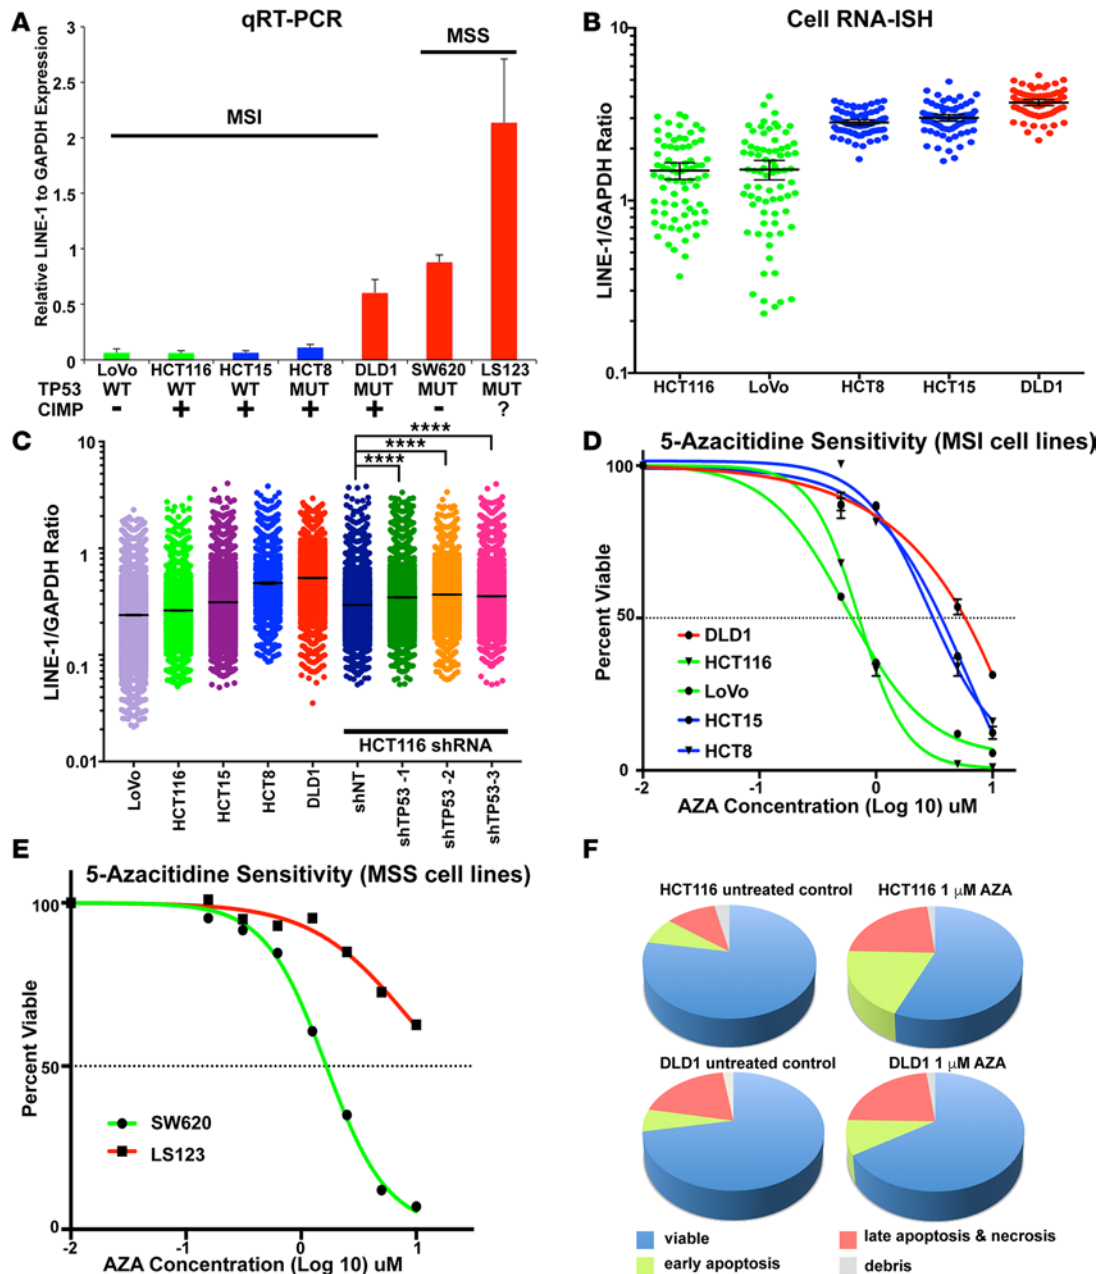 A qRT-PCR
Relative LINE-1 to GAPDH Expression
3
2.5
2
1.5
1
0.5
0
MSI
MSS
LoVo HCT116 HCT15 HCT8 DLD1 SW620 LS123
TP53 WT WT WT MUT MUT MUT MUT
CIMP - + + + + - ?
B Cell RNA-ISH
LINE-1/GAPDH Ratio
10
1
0.1
HCT116 LoVo HCT8 HCT15 DLD1
C
LINE-1/GAPDH Ratio
10
1
0.1
0.01
****
****
****
HCT116 shRNA
LoVo HCT116 HCT15 HCT8 DLD1 shNT shTP53 -1 shTP53 -2 shTP53-3
D 5-Azacitidine Sensitivity (MSI cell lines)
Percent Viable
100
50
0
DLD1
HCT116
LoVo
HCT15
HCT8
-2 -1 0 1
AZA Concentration (Log 10) uM
E 5-Azacitidine Sensitivity (MSS cell lines)
Percent Viable
100
50
0
SW620
LS123
-2 -1 0 1
AZA Concentration (Log 10) uM
F
HCT116 untreated control HCT116 1 μM AZA
DLD1 untreated control DLD1 1 μM AZA
viable late apoptosis & necrosis
early apoptosis debris